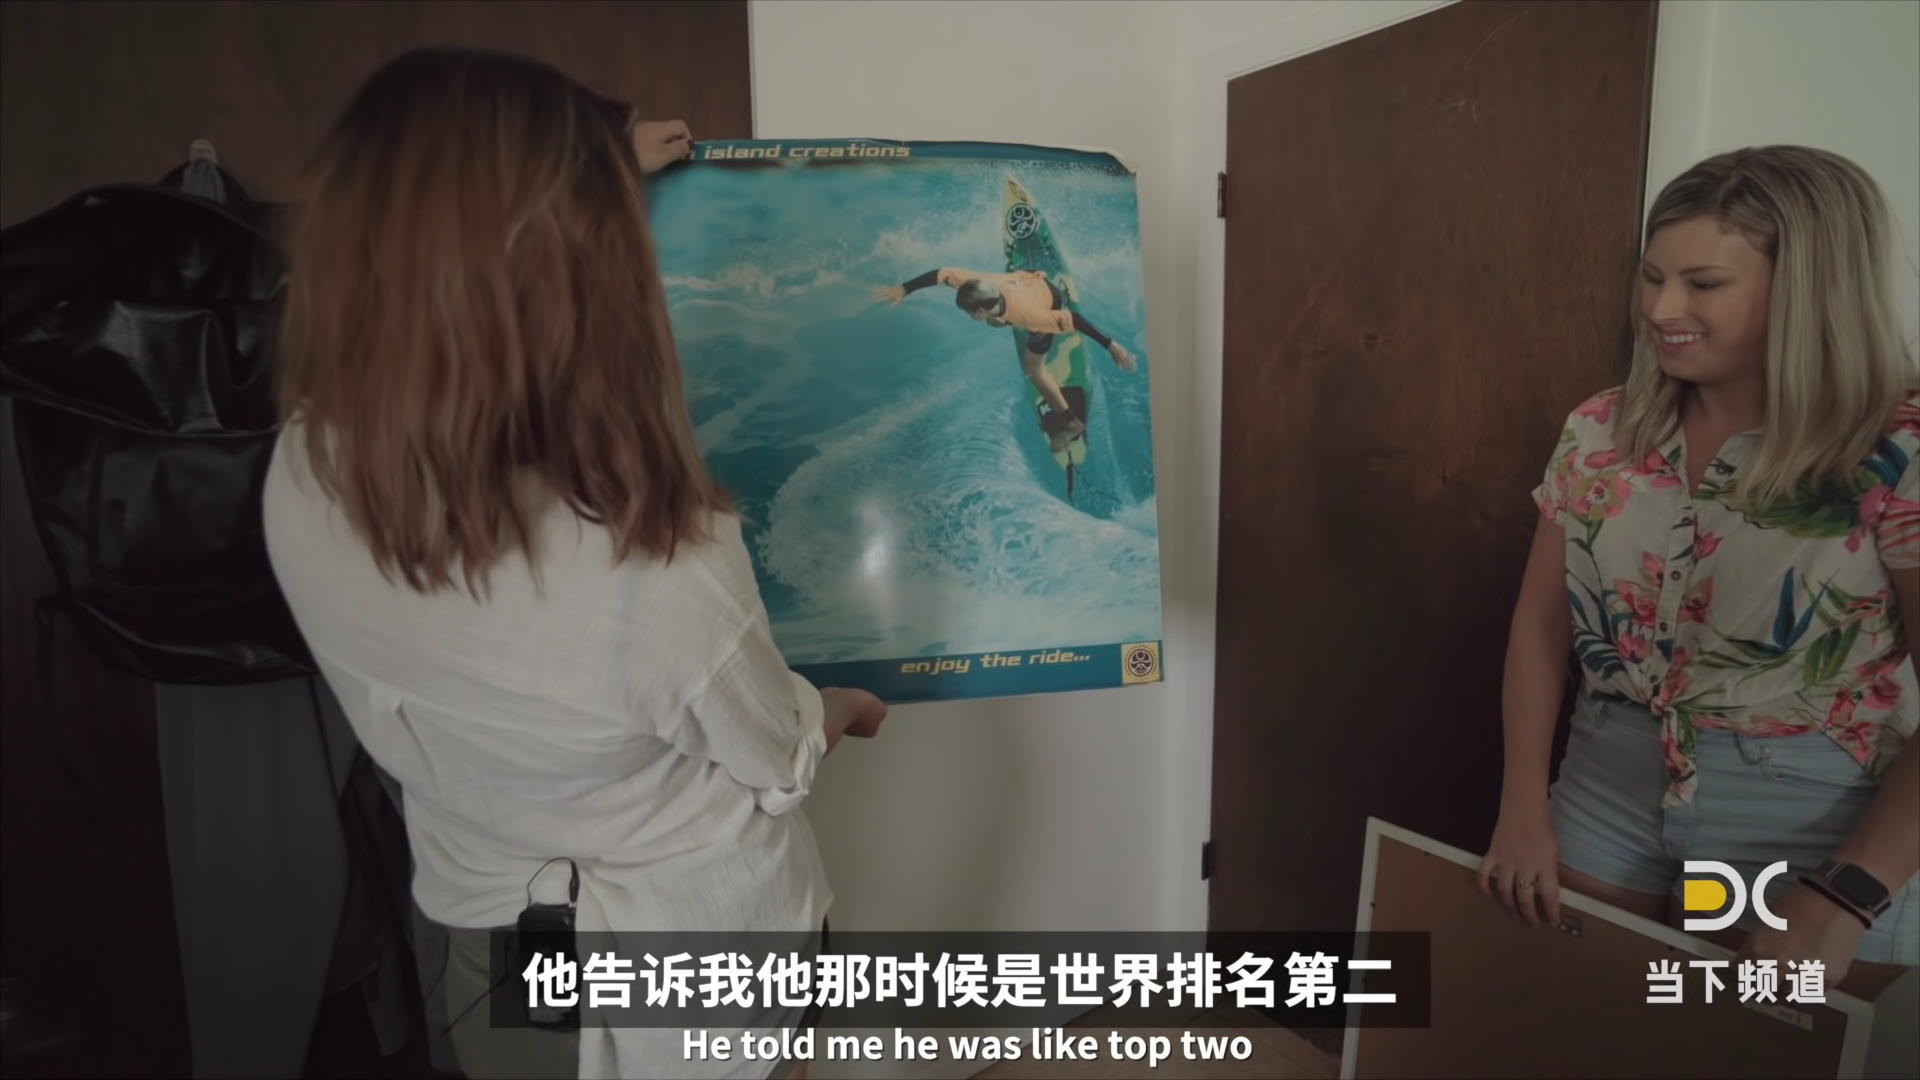 island creations
enjoy the ride...
DC
当下频道
他告诉我他那时候是世界排名第二
He told me he was like top two